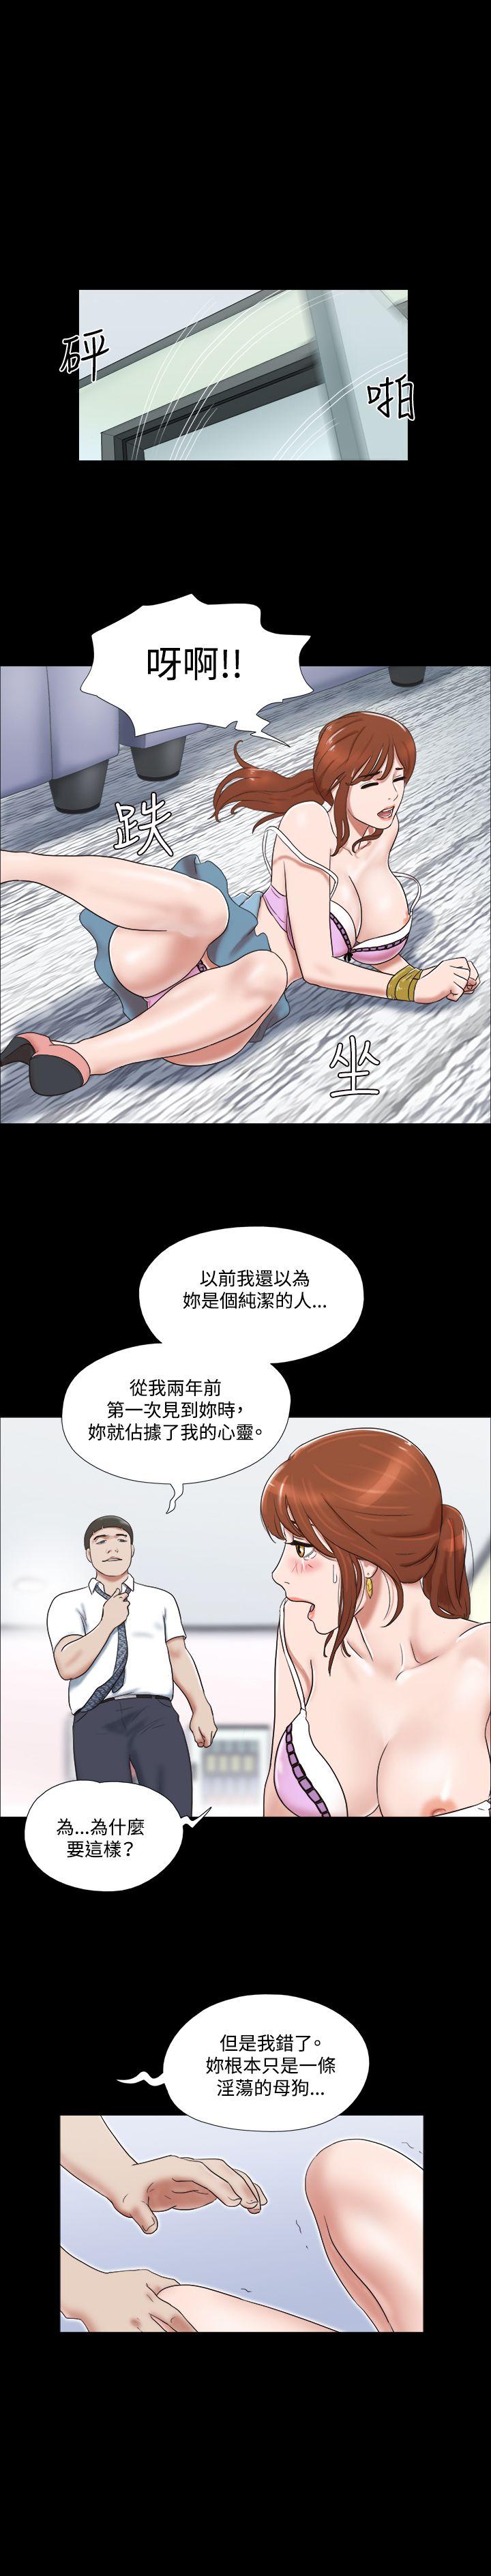 砰
啪
呀啊!!
跌
坐
以前我還以為
妳是個純潔的人...
從我兩年前
第一次見到妳時,
妳就佔據了我的心靈。
為...為什麼
要這樣?
但是我錯了。
妳根本只是一條
淫蕩的母狗...